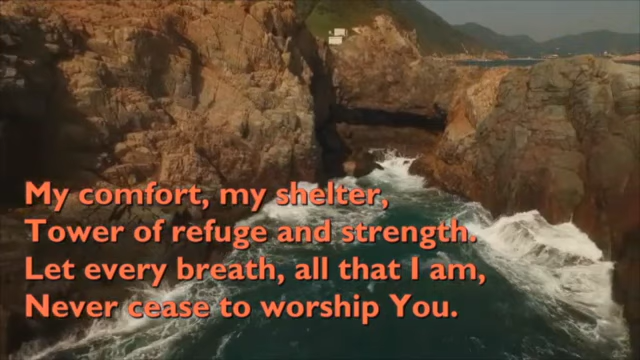 My comfort, my shelter,
Tower of refuge and strength.
Let every breath, all that I am,
Never cease to worship You.